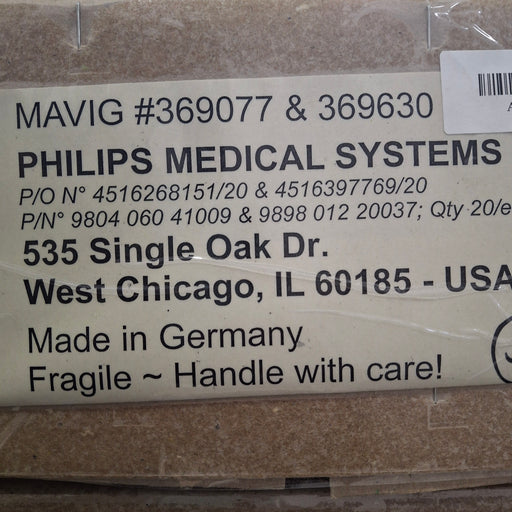 MAVIG #369077 & 369630
PHILIPS MEDICAL SYSTEMS
P/O N° 4516268151/20 & 4516397769/20
P/N° 9804 060 41009 & 9898 012 20037; Qty 20/e
535 Single Oak Dr.
West Chicago, IL 60185 - USA
Made in Germany
Fragile ~ Handle with care!